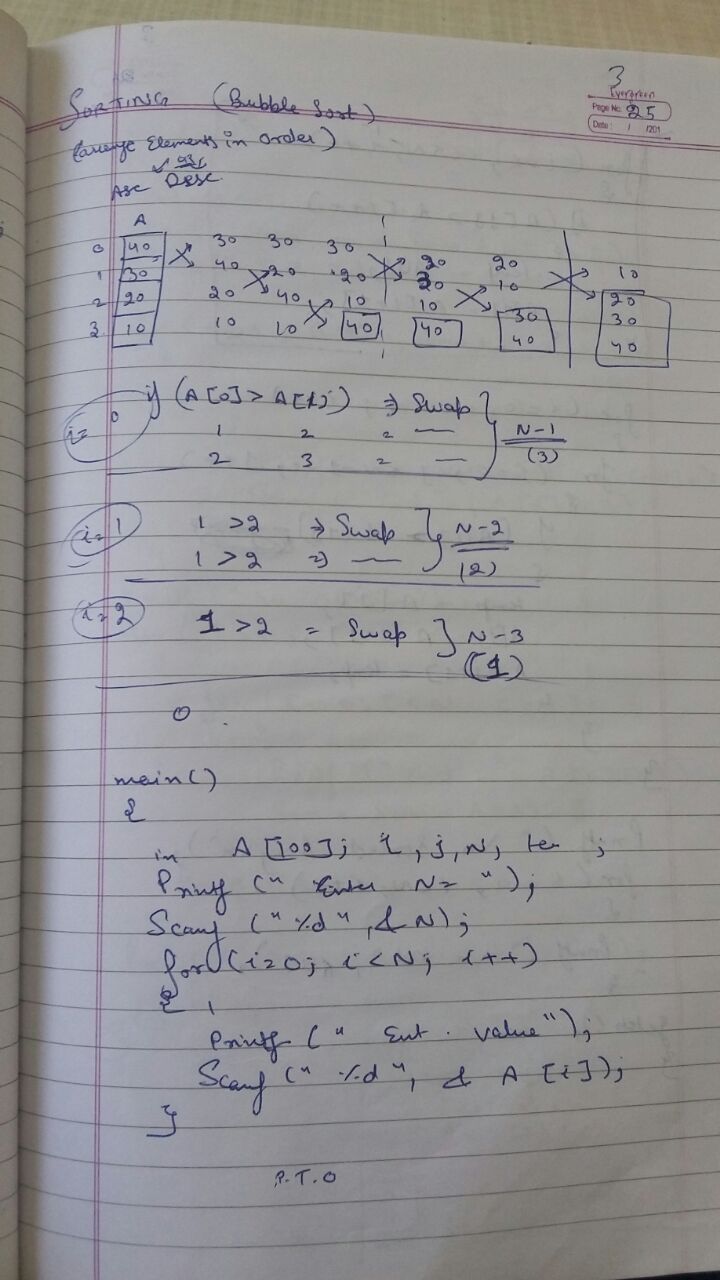 3
Evergreen
Page No. 25
Date: / /201
SORTING (Bubble Sort)
(arrange Elements in order)
Asc Desc
A
0 40 30 30 30 20 20 10
1 30 40 20 20 30 10 20
2 20 20 40 10 10 30 30
3 10 10 10 40 40 40 40
i= 0 if (A[0]> A[1]) => Swap
1 2 = — N-1
2 3 = — (3)
i=1 1 >2 => Swap N-2
1 > 2 => — (2)
i=2 1 >2 = Swap } N-3
(1)
0
main()
{
in A [100]; i, j, N, te ;
Printf (" Enter N= ");
Scanf (" %d", & N);
for (i=0; i<N; i++)
{
Printf (" Ent. value");
Scanf (" %d ", & A [i]);
}
P.T.O